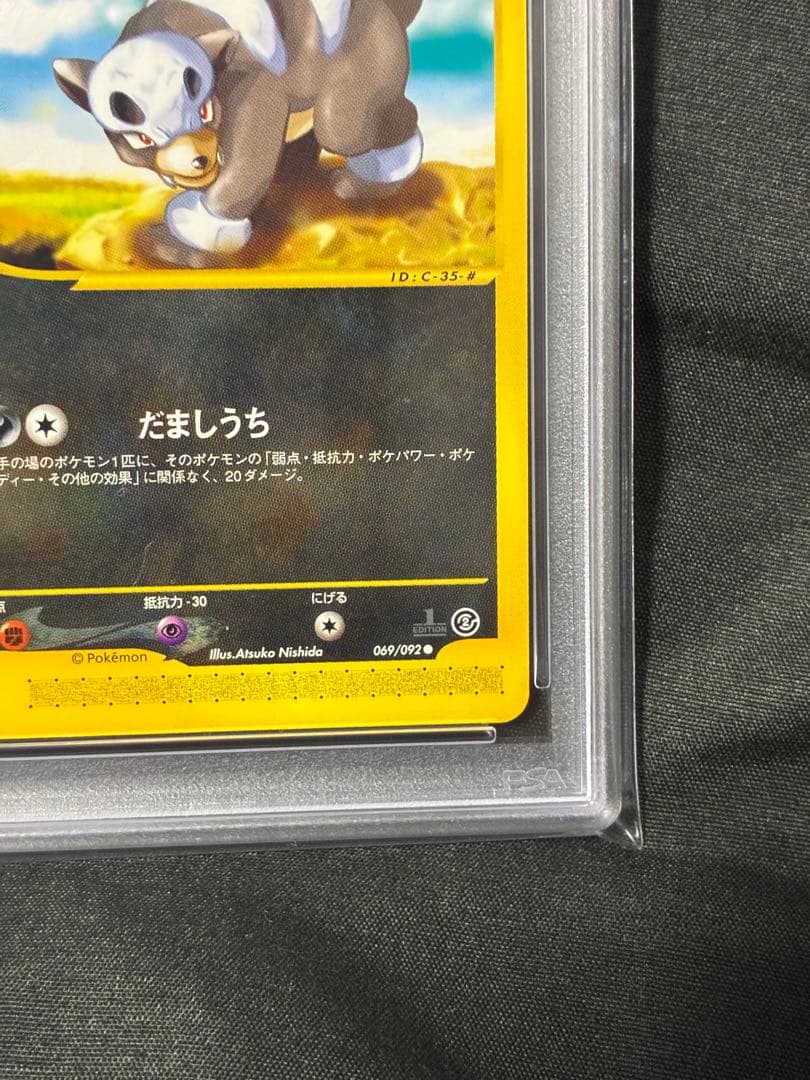 ID : C-35-#
だましうち
手の場のポケモン1匹に、そのポケモンの「弱点・抵抗力・ポケパワー・ポケ
ディー・その他の効果」に関係なく、20ダメージ。
点
抵抗力 -30
にげる
1
EDITION
© Pokémon
Illus.Atsuko Nishida
069/092 ●
PSA